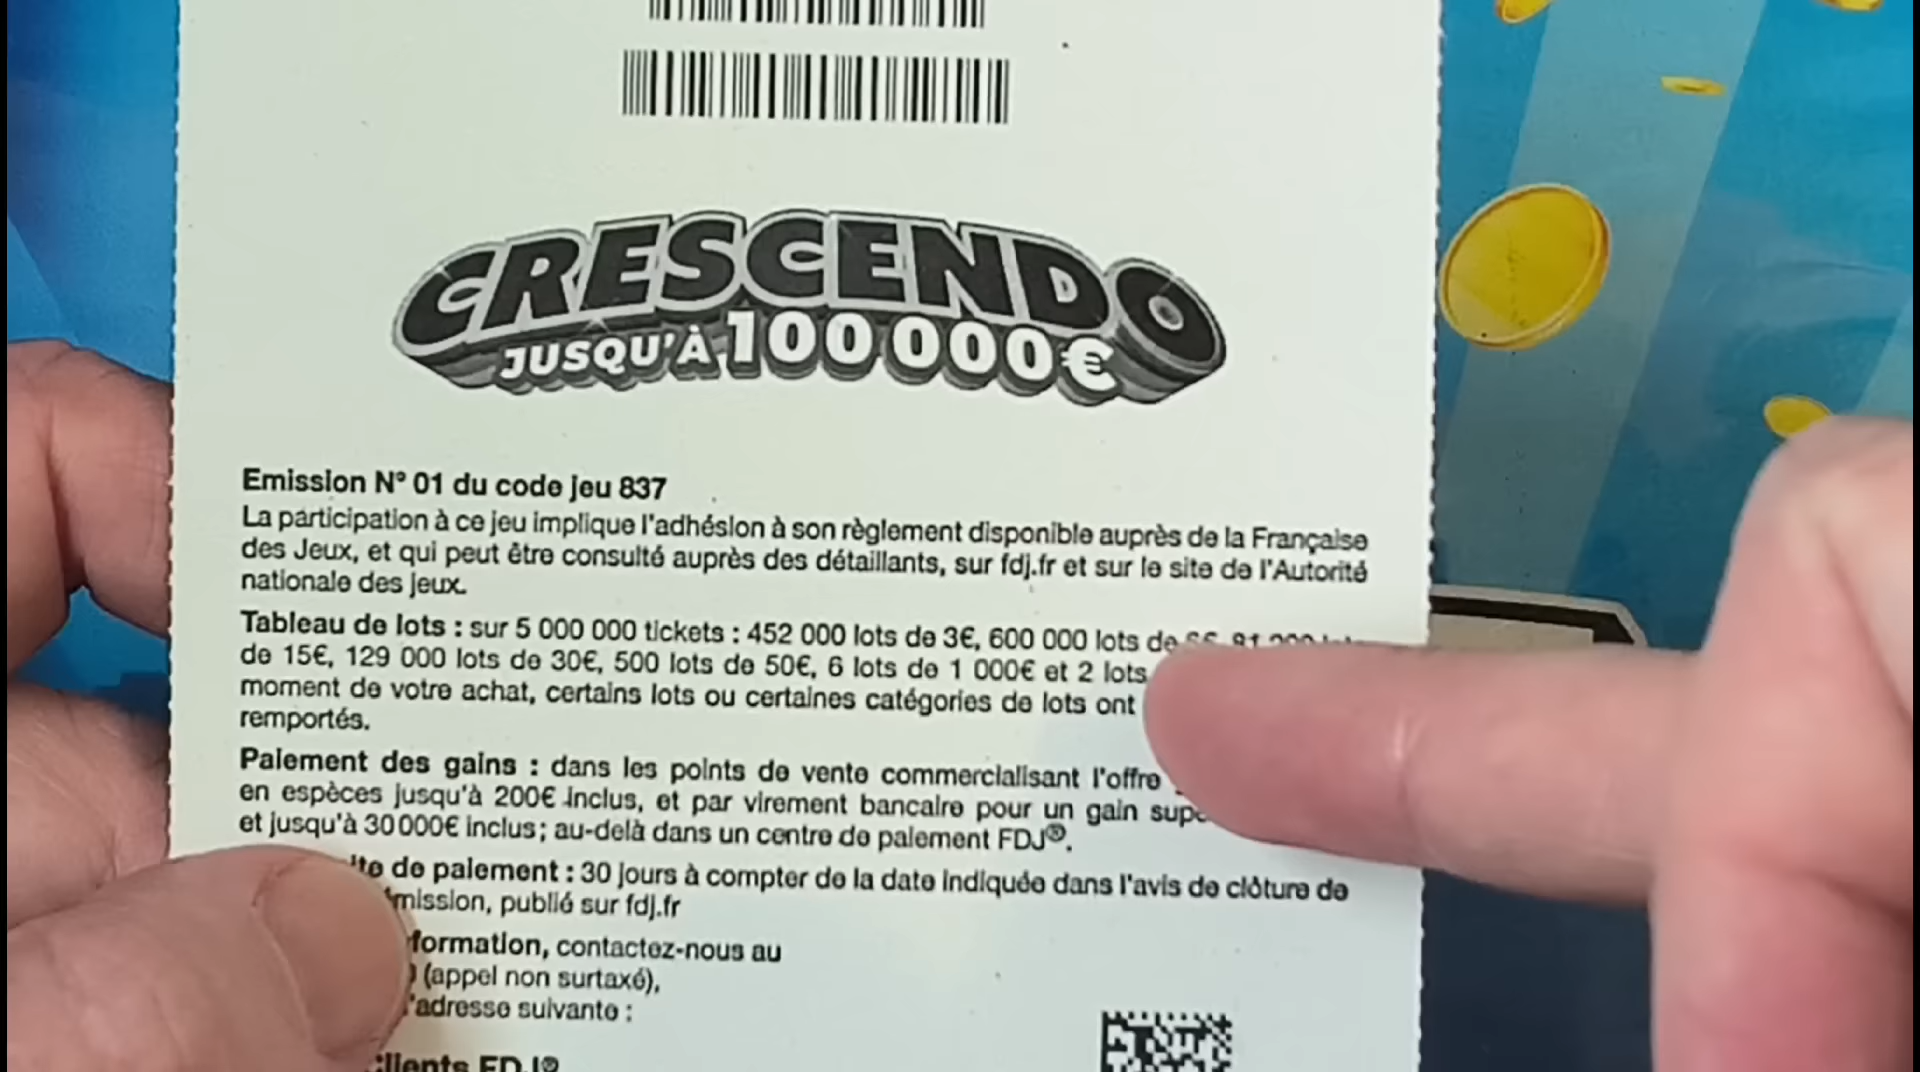 CRESCENDO
JUSQU'À 100 000€
Emission N° 01 du code jeu 837
La participation à ce jeu implique l'adhésion à son règlement disponible auprès de la Française
des Jeux, et qui peut être consulté auprès des détaillants, sur fdj.fr et sur le site de l'Autorité
nationale des jeux.
Tableau de lots : sur 5 000 000 tickets : 452 000 lots de 3€, 600 000 lots de
de 15€, 129 000 lots de 30€, 500 lots de 50€, 6 lots de 1 000€ et 2 lots
moment de votre achat, certains lots ou certaines catégories de lots ont
remportés.
Paiement des gains : dans les points de vente commercialisant l'offre
en espèces jusqu'à 200€ inclus, et par virement bancaire pour un gain
et jusqu'à 30 000€ inclus ; au-delà dans un centre de paiement FDJ®.
de paiement : 30 jours à compter de la date indiquée dans l'avis de clôture de
publié sur fdj.fr
contactez-nous au
(appel non surtaxé),
l'adresse suivante :
FDJ®